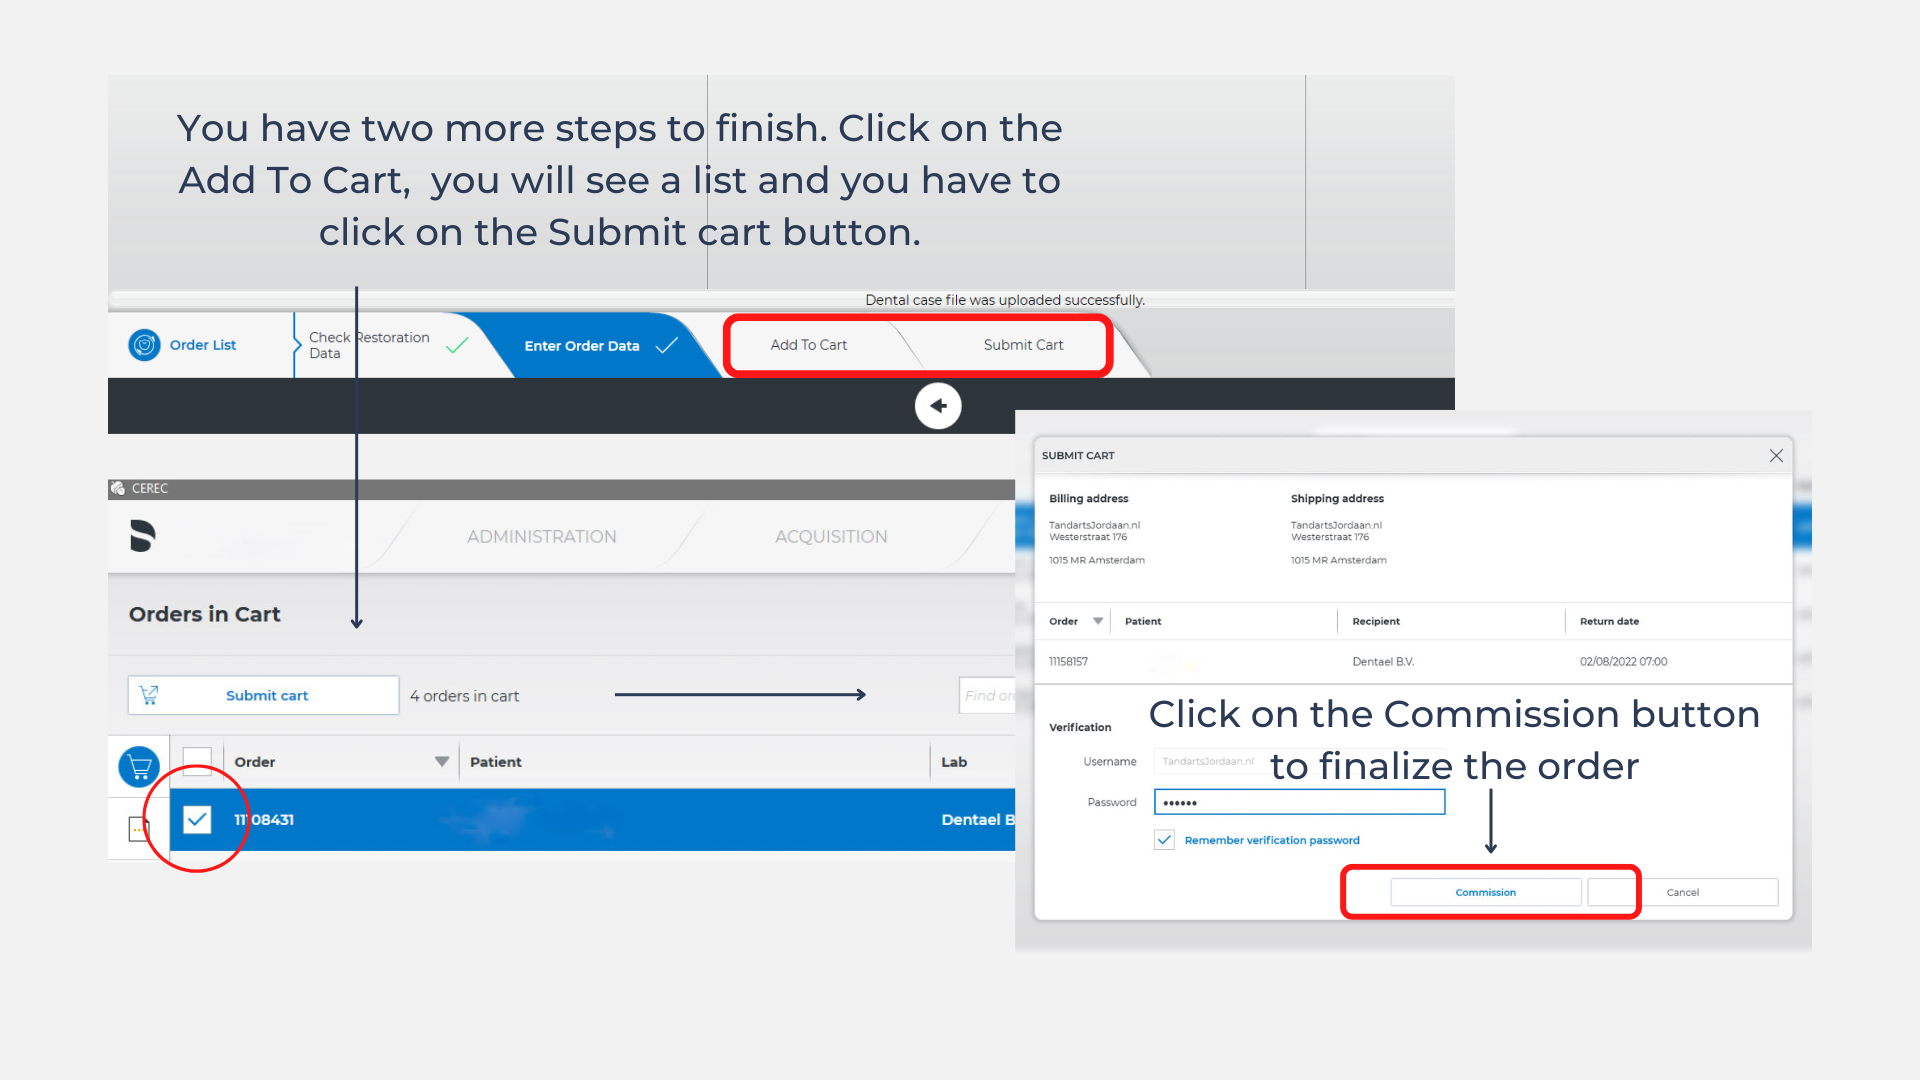 You have two more steps to finish. Click on the
Add To Cart,  you will see a list and you have to
click on the Submit cart button.
Dental case file was uploaded successfully.
Order List
Check Restoration
Data
Enter Order Data
Add To Cart
Submit Cart
CEREC
ADMINISTRATION
ACQUISITION
Orders in Cart
Submit cart
4 orders in cart
Find
Order
Patient
Lab
11108431
Dentael
SUBMIT CART
Billing address
Shipping address
TandartsJordaan.nl
Westerstraat 176
1015 MR Amsterdam
TandartsJordaan.nl
Westerstraat 176
1015 MR Amsterdam
Order
Patient
Recipient
Return date
11158157
Dentael B.V.
02/08/2022 07:00
Click on the Commission button
to finalize the order
Verification
Username
TandartsJordaan.nl
Password
••••••
Remember verification password
Commission
Cancel